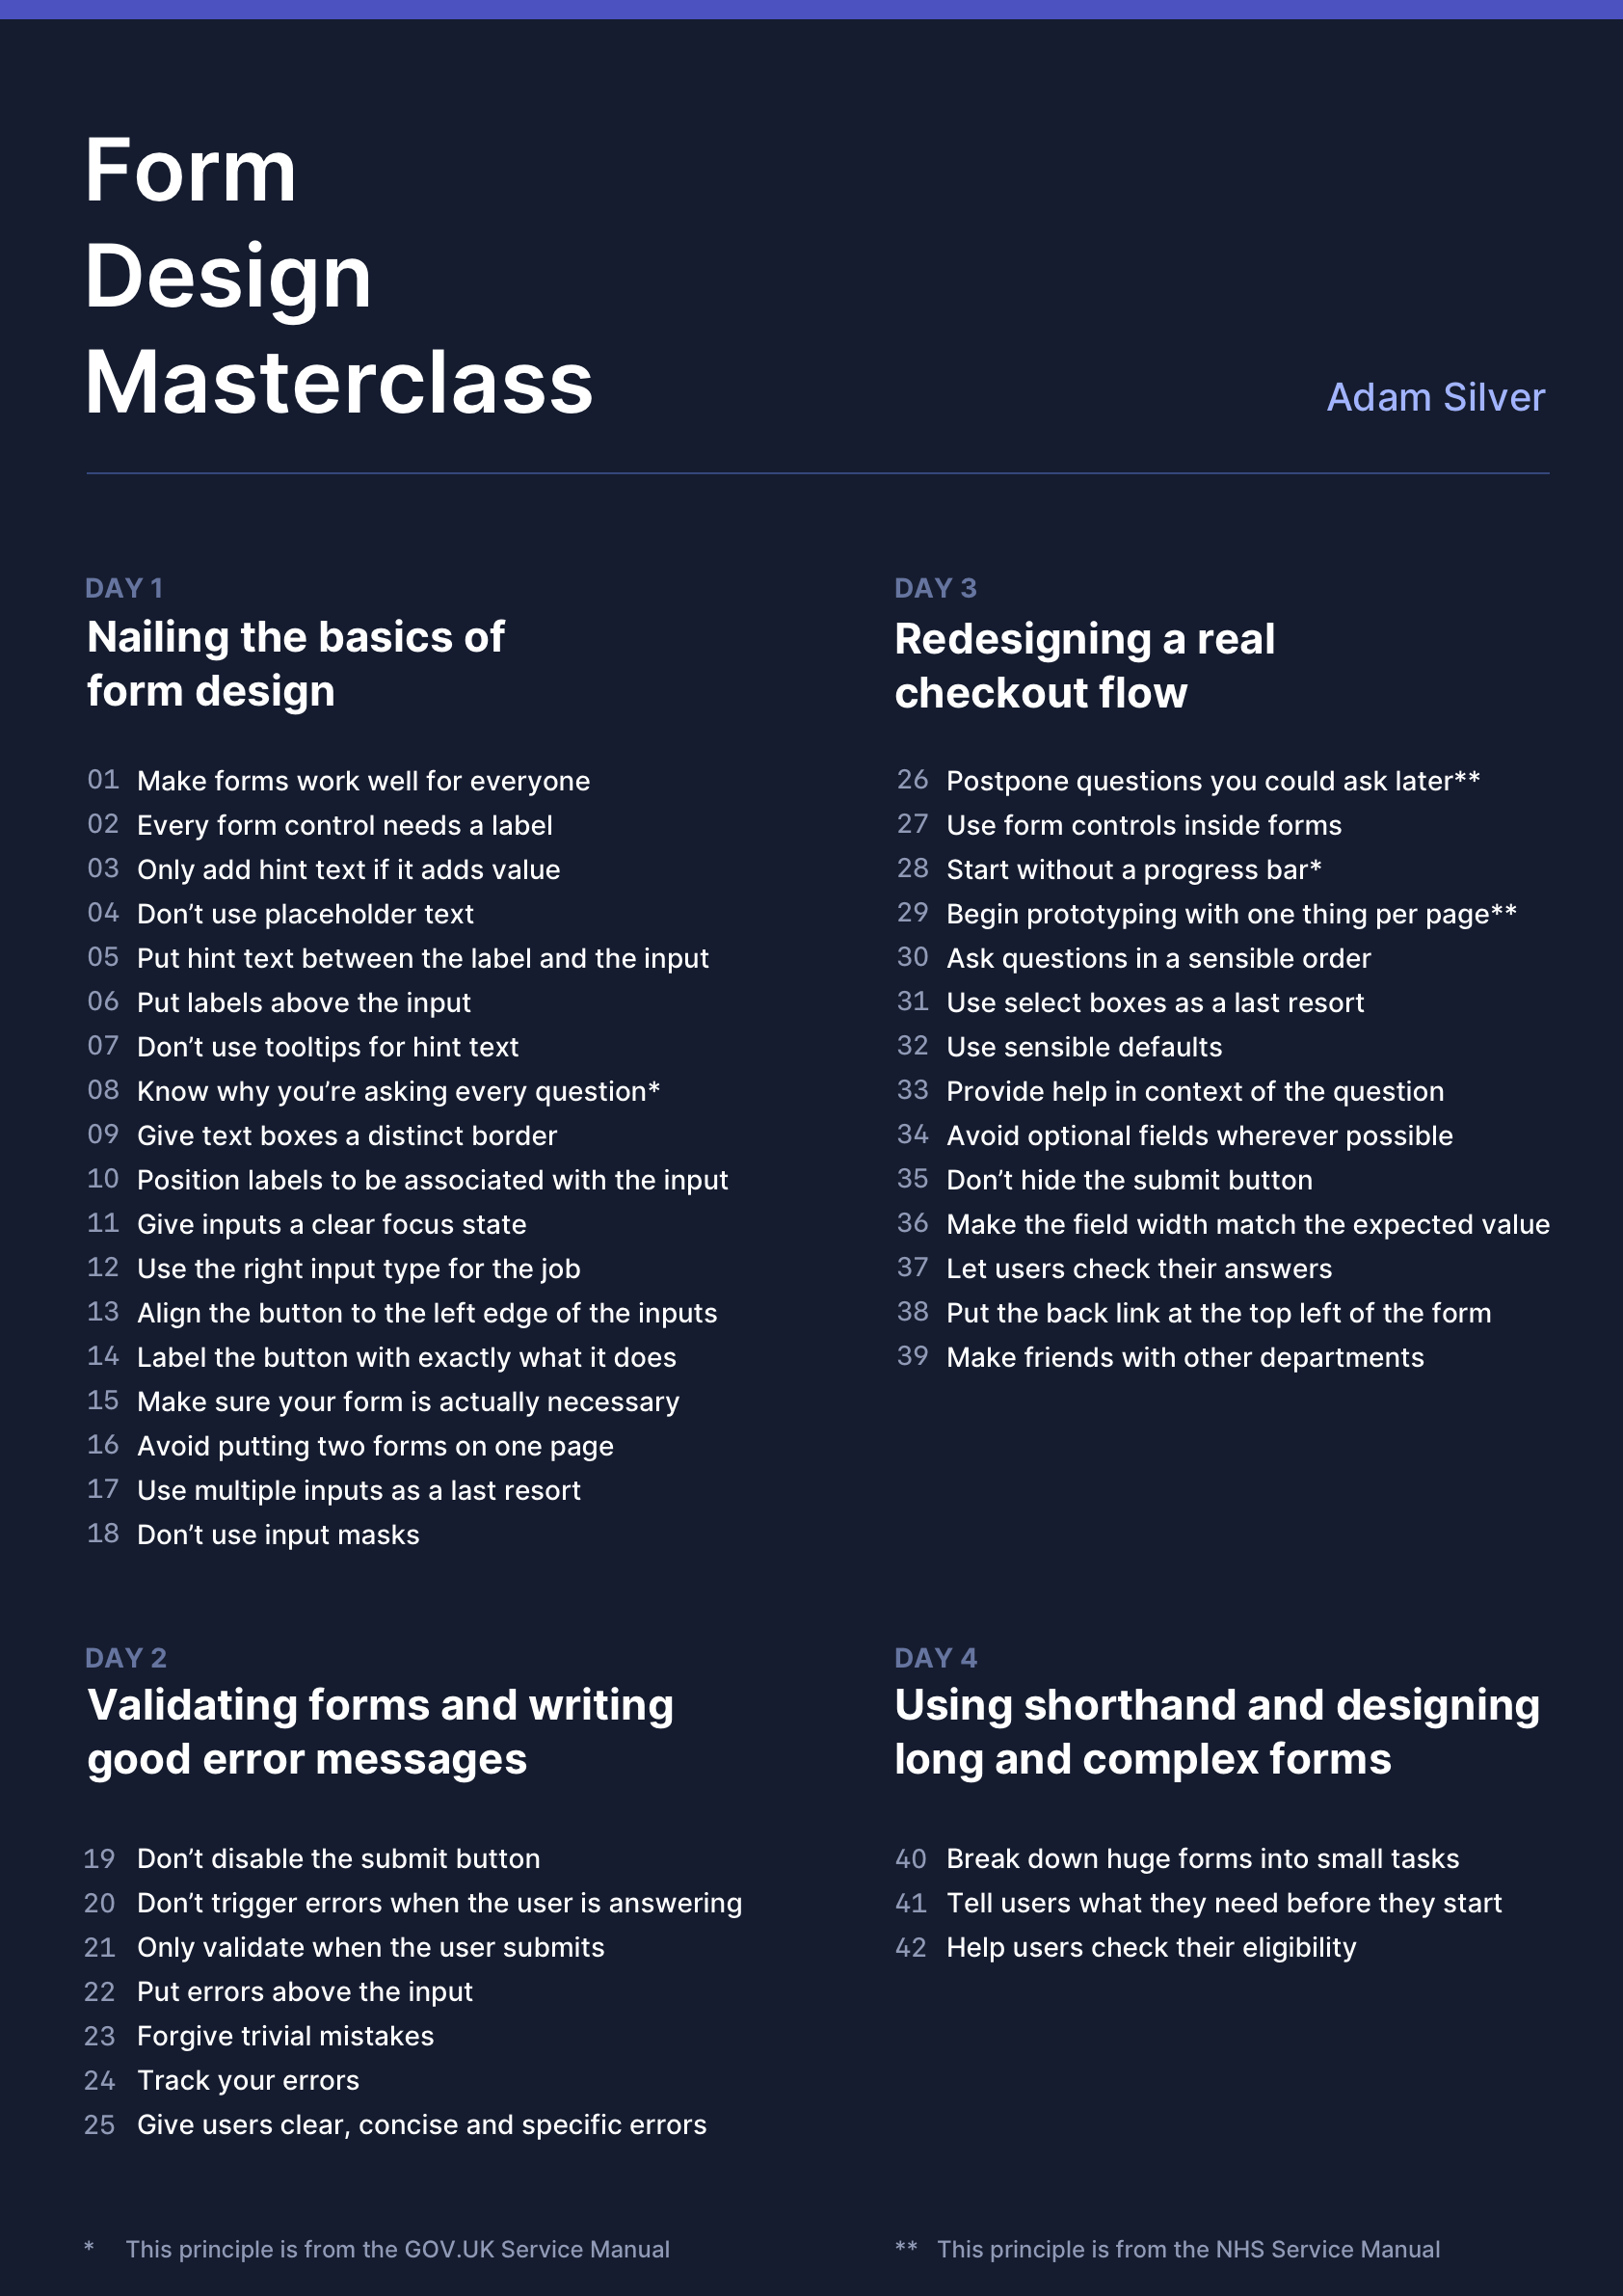 Form
Design
Masterclass
Adam Silver
DAY 1
Nailing the basics of
form design
01 Make forms work well for everyone
02 Every form control needs a label
03 Only add hint text if it adds value
04 Don’t use placeholder text
05 Put hint text between the label and the input
06 Put labels above the input
07 Don’t use tooltips for hint text
08 Know why you’re asking every question*
09 Give text boxes a distinct border
10 Position labels to be associated with the input
11 Give inputs a clear focus state
12 Use the right input type for the job
13 Align the button to the left edge of the inputs
14 Label the button with exactly what it does
15 Make sure your form is actually necessary
16 Avoid putting two forms on one page
17 Use multiple inputs as a last resort
18 Don’t use input masks
DAY 2
Validating forms and writing
good error messages
19 Don’t disable the submit button
20 Don’t trigger errors when the user is answering
21 Only validate when the user submits
22 Put errors above the input
23 Forgive trivial mistakes
24 Track your errors
25 Give users clear, concise and specific errors
DAY 3
Redesigning a real
checkout flow
26 Postpone questions you could ask later**
27 Use form controls inside forms
28 Start without a progress bar*
29 Begin prototyping with one thing per page**
30 Ask questions in a sensible order
31 Use select boxes as a last resort
32 Use sensible defaults
33 Provide help in context of the question
34 Avoid optional fields wherever possible
35 Don’t hide the submit button
36 Make the field width match the expected value
37 Let users check their answers
38 Put the back link at the top left of the form
39 Make friends with other departments
DAY 4
Using shorthand and designing
long and complex forms
40 Break down huge forms into small tasks
41 Tell users what they need before they start
42 Help users check their eligibility
* This principle is from the GOV.UK Service Manual
** This principle is from the NHS Service Manual